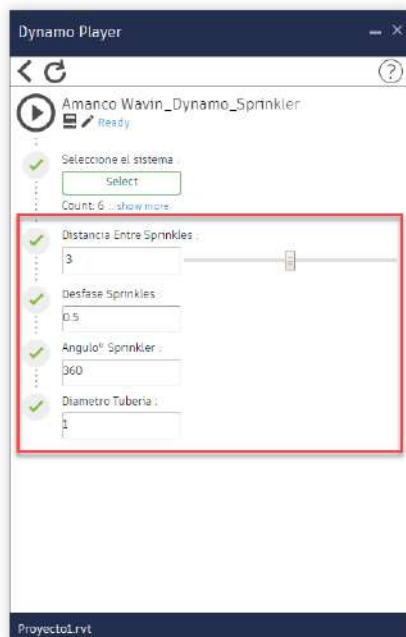 Dynamo Player
?
Amanco Wavin_Dynamo_Sprinkler
Ready
Seleccione el sistema :
Select
Count: 6 :: show more
Distancia Entre Sprinkles :
3
Desfase Sprinkles :
0.5
Angulo° Sprinkler :
360
Diametro Tuberia :
1
Proyecto1.rvt